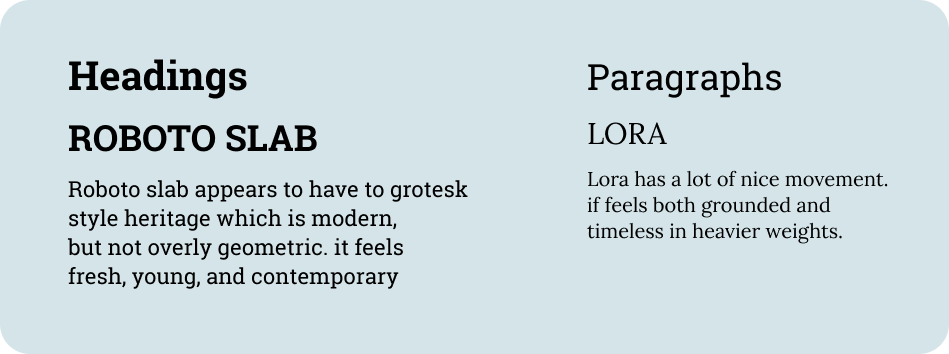 Headings
ROBOTO SLAB
Roboto slab appears to have to grotesk
style heritage which is modern,
but not overly geometric. it feels
fresh, young, and contemporary
Paragraphs
LORA
Lora has a lot of nice movement.
if feels both grounded and
timeless in heavier weights.